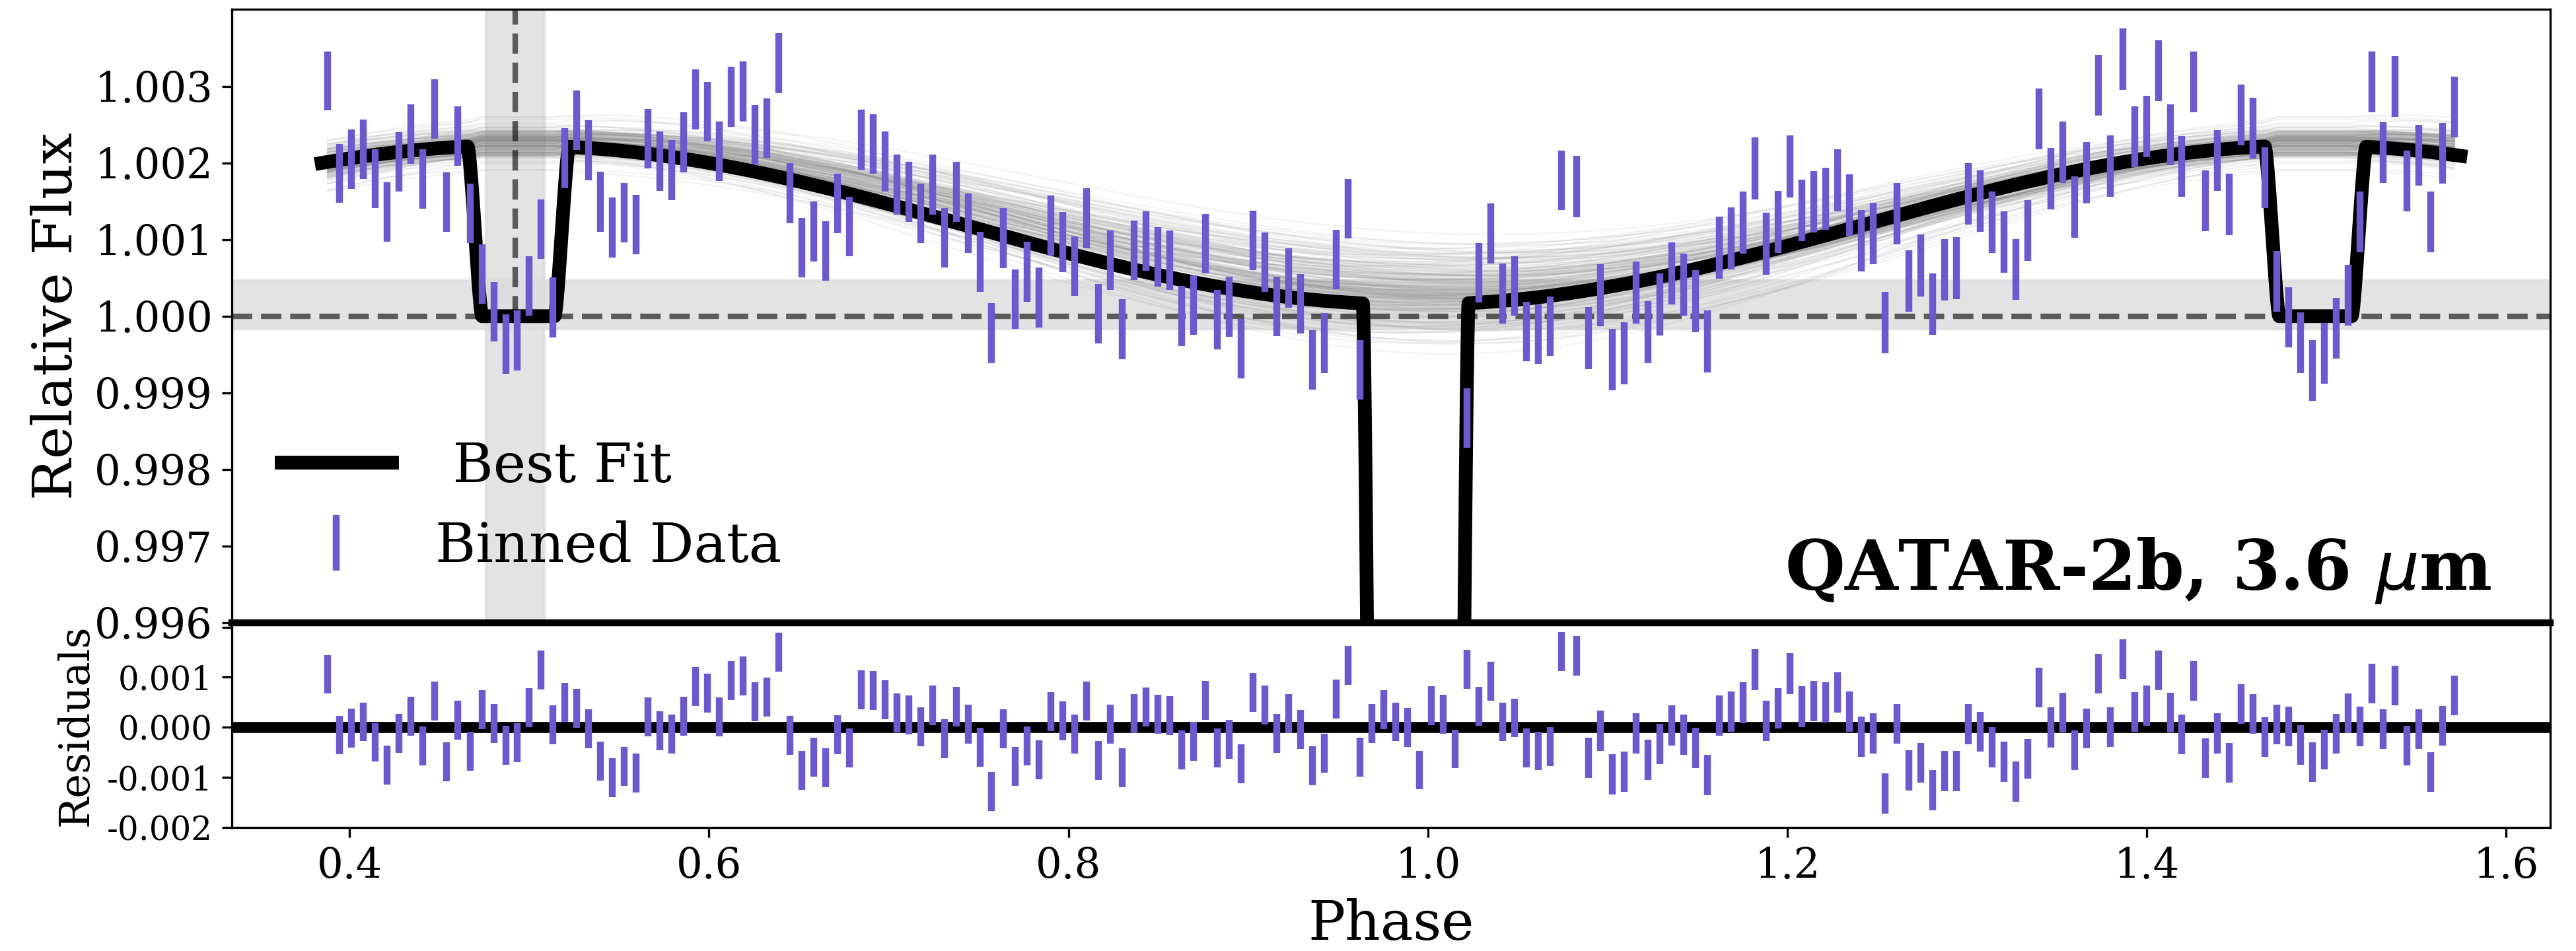 Relative Flux
1.003
1.002
1.001
1.000
0.999
0.998
0.997
0.996
Best Fit
Binned Data
QATAR-2b, 3.6 μm
Residuals
0.001
0.000
-0.001
-0.002
0.4 0.6 0.8 1.0 1.2 1.4 1.6
Phase